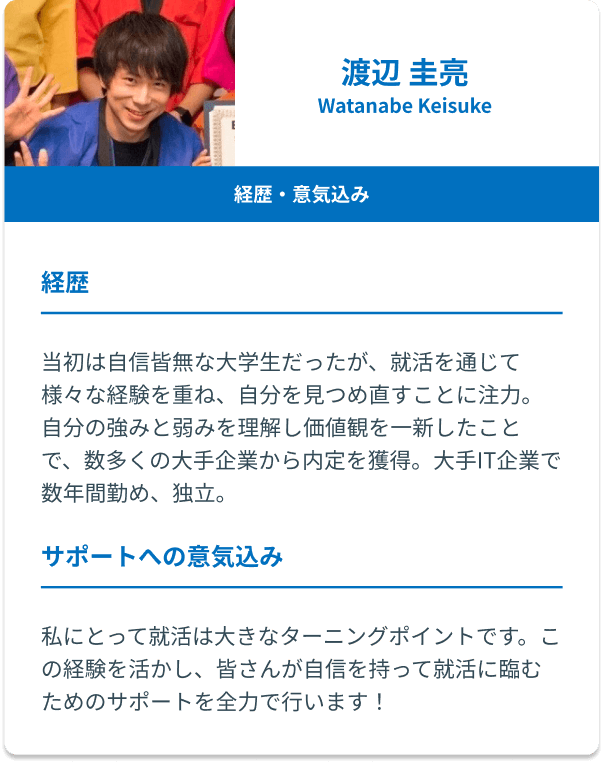 渡辺 圭亮
Watanabe Keisuke
経歴・意気込み
経歴
当初は自信皆無な大学生だったが、就活を通じて
様々な経験を重ね、自分を見つめ直すことに注力。
自分の強みと弱みを理解し価値観を一新したこと
で、数多くの大手企業から内定を獲得。大手IT企業で
数年間勤め、独立。
サポートへの意気込み
私にとって就活は大きなターニングポイントです。こ
の経験を活かし、皆さんが自信を持って就活に臨む
ためのサポートを全力で行います！